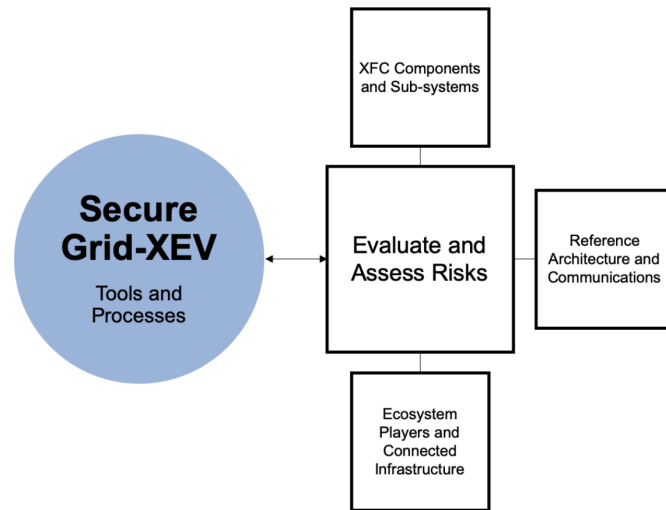 XFC Components
and Sub-systems
Secure
Grid-XEV
Tools and
Processes
Evaluate and
Assess Risks
Reference
Architecture and
Communications
Ecosystem
Players and
Connected
Infrastructure